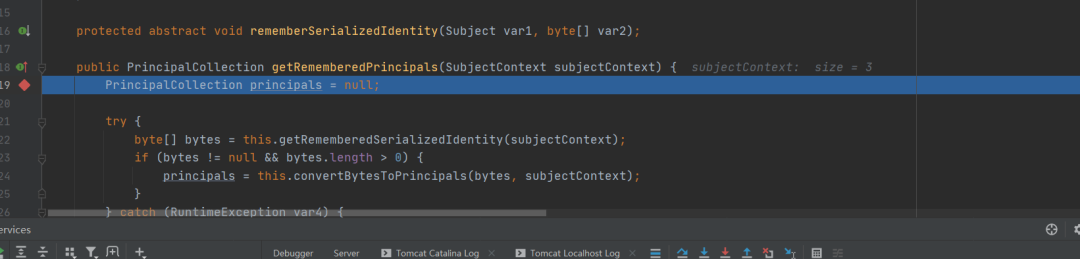 15
16 protected abstract void rememberSerializedIdentity(Subject var1, byte[] var2);
17
18 public PrincipalCollection getRememberedPrincipals(SubjectContext subjectContext) { subjectContext: size = 3
19 PrincipalCollection principals = null;
20
21 try {
22 byte[] bytes = this.getRememberedSerializedIdentity(subjectContext);
23 if (bytes != null && bytes.length > 0) {
24 principals = this.convertBytesToPrincipals(bytes, subjectContext);
25 }
26 } catch (RuntimeException var4) {
ervices
Debugger Server Tomcat Catalina Log Tomcat Localhost Log